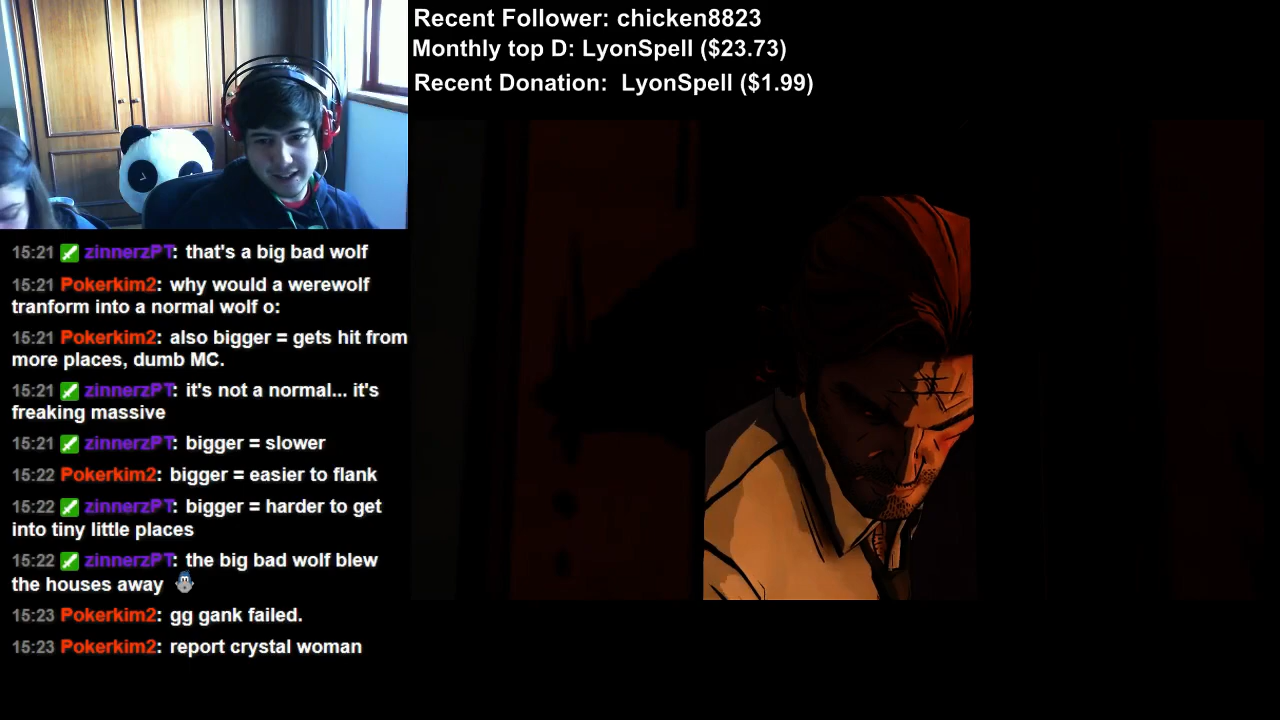 Recent Follower: chicken8823
Monthly top D: LyonSpell ($23.73)
Recent Donation: LyonSpell ($1.99)
15:21 zinnerzPT: that's a big bad wolf
15:21 Pokerkim2: why would a werewolf
tranform into a normal wolf o:
15:21 Pokerkim2: also bigger = gets hit from
more places, dumb MC.
15:21 zinnerzPT: it's not a normal... it's
freaking massive
15:21 zinnerzPT: bigger = slower
15:22 Pokerkim2: bigger = easier to flank
15:22 zinnerzPT: bigger = harder to get
into tiny little places
15:22 zinnerzPT: the big bad wolf blew
the houses away
15:23 Pokerkim2: gg gank failed.
15:23 Pokerkim2: report crystal woman